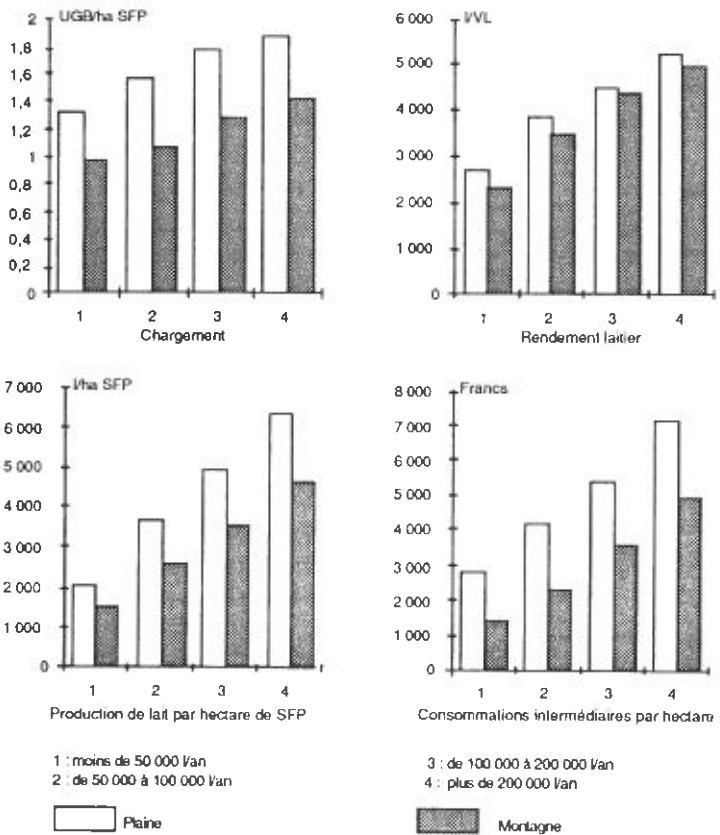 UGB/ha SFP
2
1,8
1,6
1,4
1,2
1
0,8
0,6
0,4
0,2
0
1 2 3 4
Chargement
l/VL
6 000
5 000
4 000
3 000
2 000
1 000
0
1 2 3 4
Rendement laitier
l/ha SFP
7 000
6 000
5 000
4 000
3 000
2 000
1 000
0
1 2 3 4
Production de lait par hectare de SFP
Francs
8 000
7 000
6 000
5 000
4 000
3 000
2 000
1 000
0
1 2 3 4
Consommations intermédiaires par hectare
1 : moins de 50 000 l/an
2 : de 50 000 à 100 000 l/an
3 : de 100 000 à 200 000 l/an
4 : plus de 200 000 l/an
Plaine
Montagne